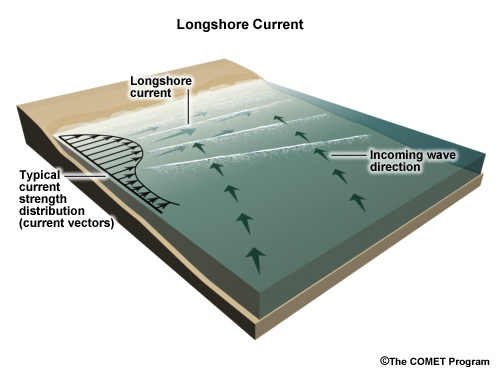 Longshore Current
Longshore
current
Incoming wave
direction
Typical
current
strength
distribution
(current vectors)
©The COMET Program